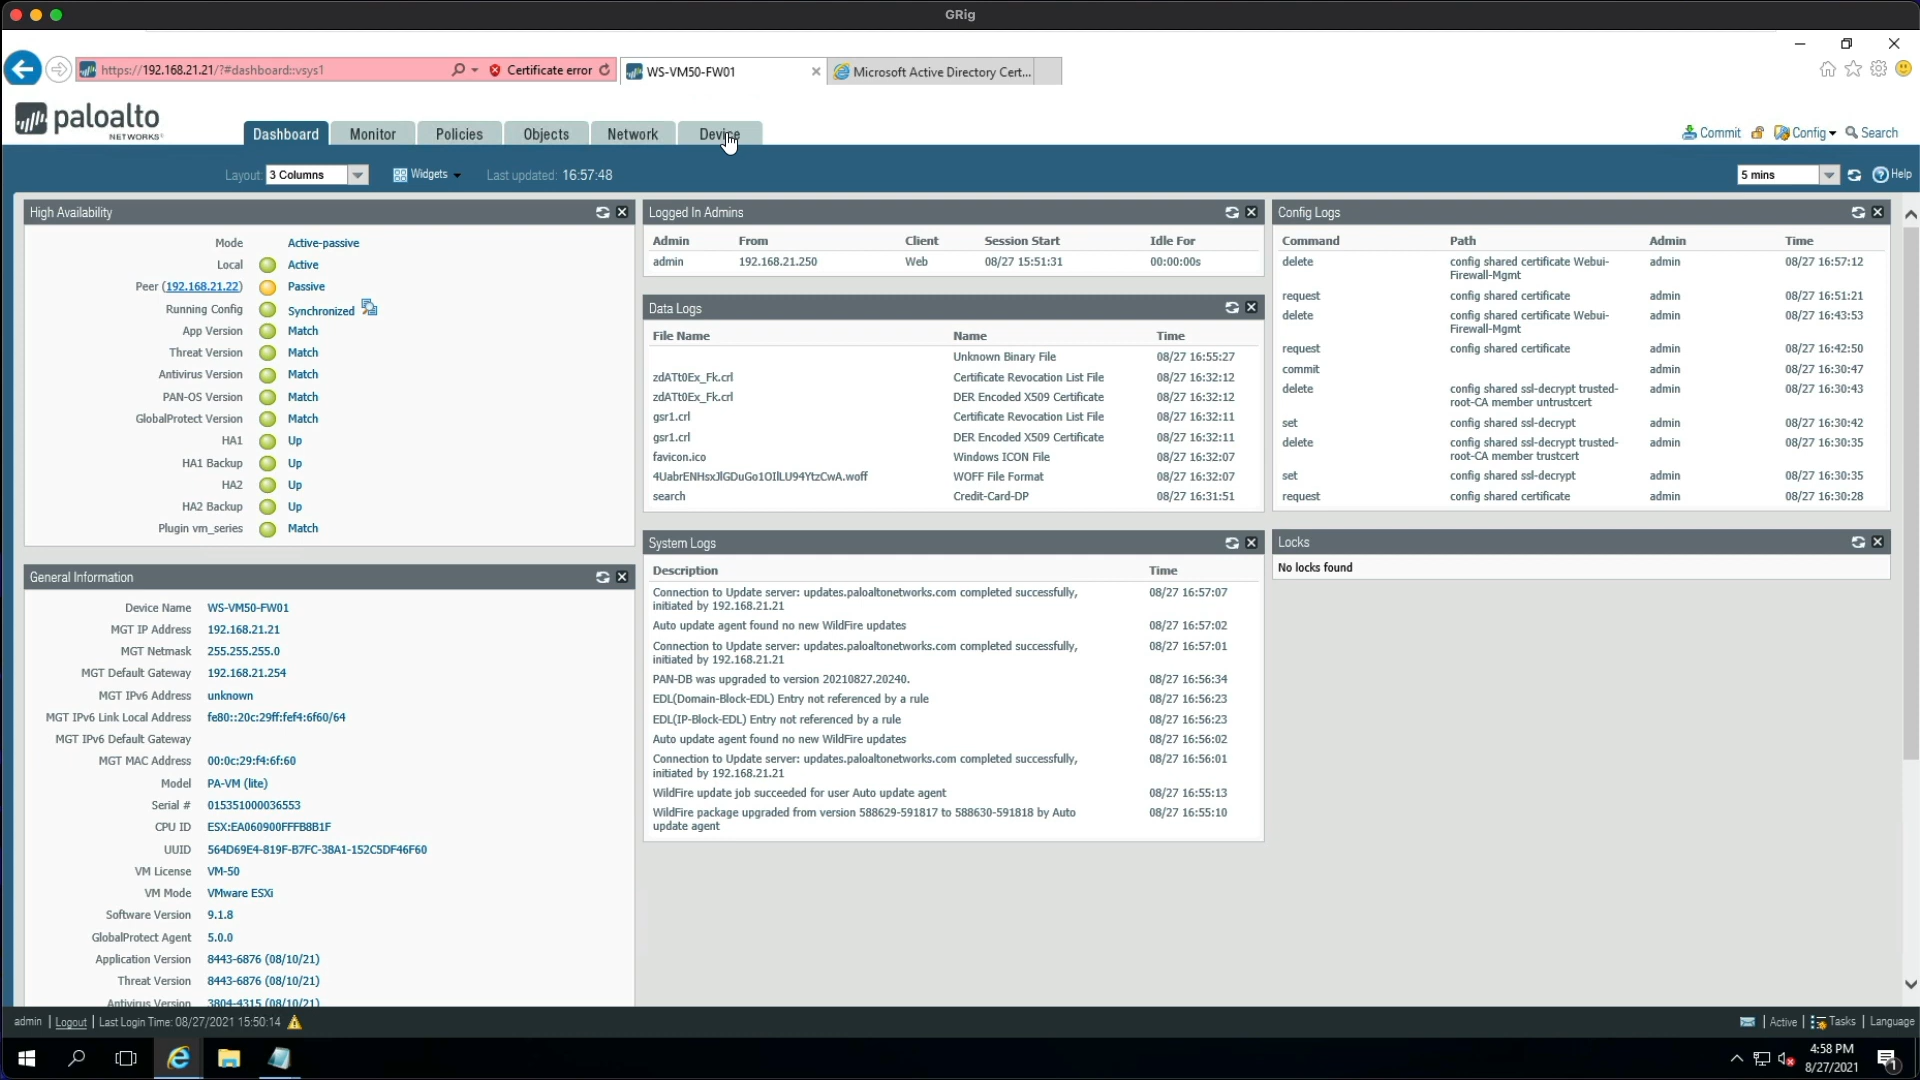 GRig
https://192.168.21.21/?#dashboard::vsys1
Certificate error
WS-VM50-FW01
Microsoft Active Directory Cert...
paloalto
NETWORKS
Dashboard
Monitor
Policies
Objects
Network
Device
Commit
Config
Search
Layout: 3 Columns
Widgets
Last updated: 16:57:48
5 mins
Help
High Availability
Mode Active-passive
Local Active
Peer (192.168.21.22) Passive
Running Config Synchronized
App Version Match
Threat Version Match
Antivirus Version Match
PAN-OS Version Match
GlobalProtect Version Match
HA1 Up
HA1 Backup Up
HA2 Up
HA2 Backup Up
Plugin vm_series Match
General Information
Device Name WS-VM50-FW01
MGT IP Address 192.168.21.21
MGT Netmask 255.255.255.0
MGT Default Gateway 192.168.21.254
MGT IPv6 Address unknown
MGT IPv6 Link Local Address fe80::20c:29ff:fef4:6f60/64
MGT IPv6 Default Gateway
MGT MAC Address 00:0c:29:f4:6f:60
Model PA-VM (lite)
Serial # 015351000036553
CPU ID ESX:EA060900FFFB8B1F
UUID 564D69E4-819F-B7FC-38A1-152C5DF46F60
VM License VM-50
VM Mode VMware ESXi
Software Version 9.1.8
GlobalProtect Agent 5.0.0
Application Version 8443-6876 (08/10/21)
Threat Version 8443-6876 (08/10/21)
Antivirus Version 3804-4315 (08/10/21)
Logged In Admins
Admin From Client Session Start Idle For
admin 192.168.21.250 Web 08/27 15:51:31 00:00:00s
Data Logs
File Name Name Time
Unknown Binary File 08/27 16:55:27
zdATt0Ex_Fk.crl Certificate Revocation List File 08/27 16:32:12
zdATt0Ex_Fk.crl DER Encoded X509 Certificate 08/27 16:32:12
gsr1.crl Certificate Revocation List File 08/27 16:32:11
gsr1.crl DER Encoded X509 Certificate 08/27 16:32:11
favicon.ico Windows ICON File 08/27 16:32:07
4UabrENHsxJlGDuGo1OIlLU94YtzCwA.woff WOFF File Format 08/27 16:32:07
search Credit-Card-DP 08/27 16:31:51
System Logs
Description Time
Connection to Update server: updates.paloaltonetworks.com completed successfully, 08/27 16:57:07
initiated by 192.168.21.21
Auto update agent found no new WildFire updates 08/27 16:57:02
Connection to Update server: updates.paloaltonetworks.com completed successfully, 08/27 16:57:01
initiated by 192.168.21.21
PAN-DB was upgraded to version 20210827.20240. 08/27 16:56:34
EDL(Domain-Block-EDL) Entry not referenced by a rule 08/27 16:56:23
EDL(IP-Block-EDL) Entry not referenced by a rule 08/27 16:56:23
Auto update agent found no new WildFire updates 08/27 16:56:02
Connection to Update server: updates.paloaltonetworks.com completed successfully, 08/27 16:56:01
initiated by 192.168.21.21
WildFire update job succeeded for user Auto update agent 08/27 16:55:13
WildFire package upgraded from version 588629-591817 to 588630-591818 by Auto 08/27 16:55:10
update agent
Config Logs
Command Path Admin Time
delete config shared certificate Webui- admin 08/27 16:57:12
Firewall-Mgmt
request config shared certificate admin 08/27 16:51:21
delete config shared certificate Webui- admin 08/27 16:43:53
Firewall-Mgmt
request config shared certificate admin 08/27 16:42:50
commit admin 08/27 16:30:47
delete config shared ssl-decrypt trusted- admin 08/27 16:30:43
root-CA member untrustcert
set config shared ssl-decrypt admin 08/27 16:30:42
delete config shared ssl-decrypt trusted- admin 08/27 16:30:35
root-CA member trustcert
set config shared ssl-decrypt admin 08/27 16:30:35
request config shared certificate admin 08/27 16:30:28
Locks
No locks found
admin | Logout | Last Login Time: 08/27/2021 15:50:14
Active | Tasks | Language
4:58 PM
8/27/2021
1